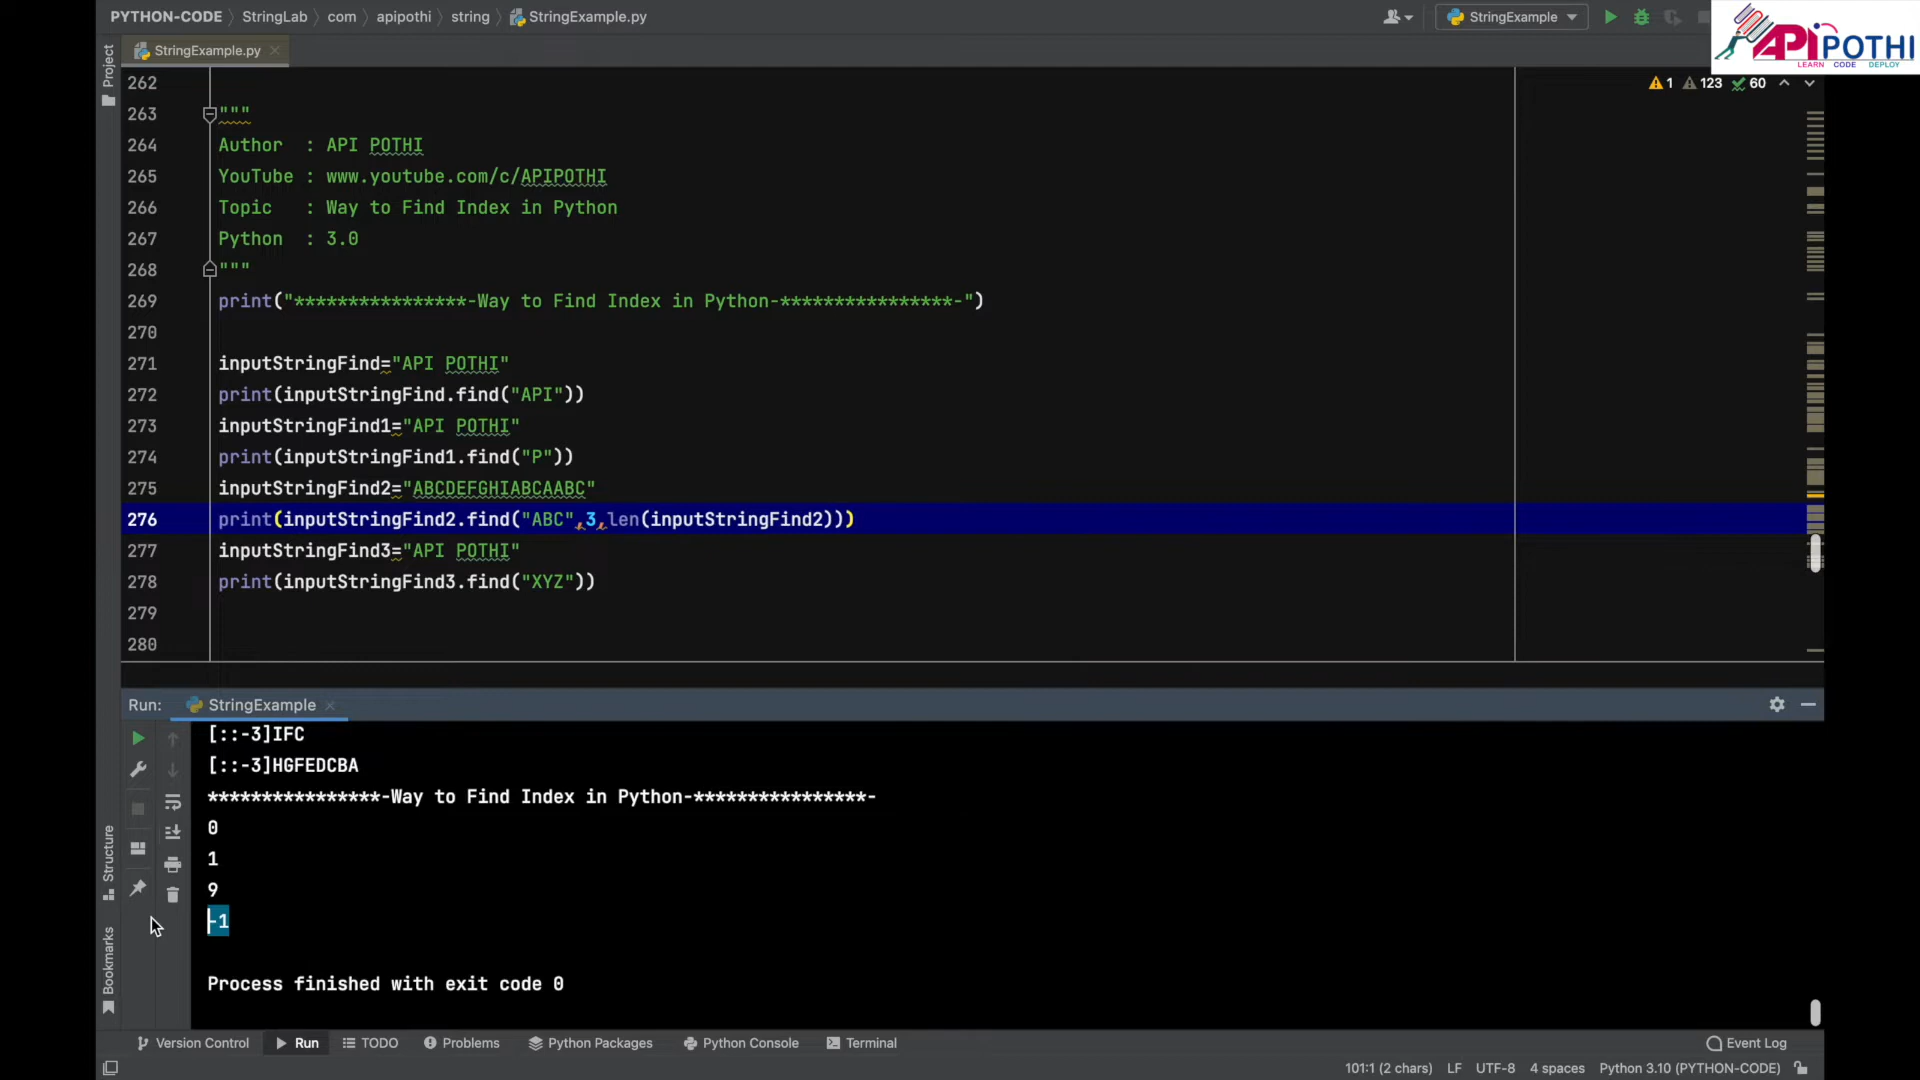 PYTHON-CODE StringLab com apipothi string StringExample.py StringExample
APIPOTHI
LEARN CODE DEPLOY
Project
StringExample.py
1 123 60
262
263 """
264 Author  : API POTHI
265 YouTube : www.youtube.com/c/APIPOTHI
266 Topic   : Way to Find Index in Python
267 Python  : 3.0
268 """
269 print("****************-Way to Find Index in Python-****************-")
270
271 inputStringFind="API POTHI"
272 print(inputStringFind.find("API"))
273 inputStringFind1="API POTHI"
274 print(inputStringFind1.find("P"))
275 inputStringFind2="ABCDEFGHIABCAABC"
276 print(inputStringFind2.find("ABC",3,len(inputStringFind2)))
277 inputStringFind3="API POTHI"
278 print(inputStringFind3.find("XYZ"))
279
280
Run: StringExample
[::-3]IFC
[::-3]HGFEDCBA
****************-Way to Find Index in Python-****************-
0
1
9
-1
Process finished with exit code 0
Structure
Bookmarks
Version Control Run TODO Problems Python Packages Python Console Terminal Event Log
101:1 (2 chars) LF UTF-8 4 spaces Python 3.10 (PYTHON-CODE)